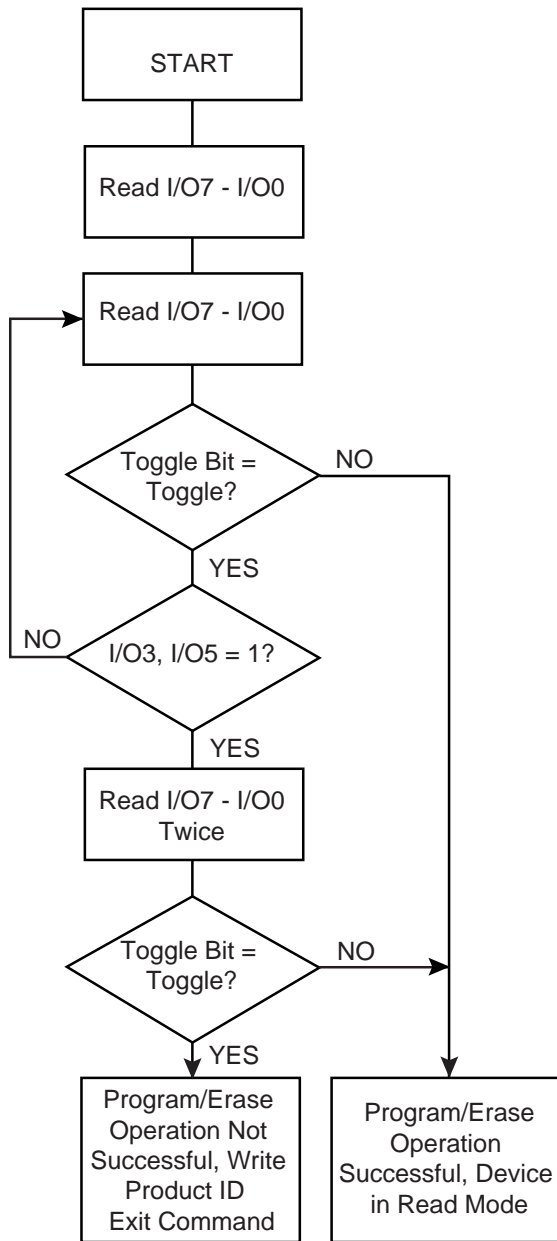 START
Read I/O7 - I/O0
Read I/O7 - I/O0
Toggle Bit =
Toggle?
NO
YES
NO
I/O3, I/O5 = 1?
YES
Read I/O7 - I/O0
Twice
Toggle Bit =
Toggle?
NO
YES
Program/Erase
Operation Not
Successful, Write
Product ID
Exit Command
Program/Erase
Operation
Successful, Device
in Read Mode